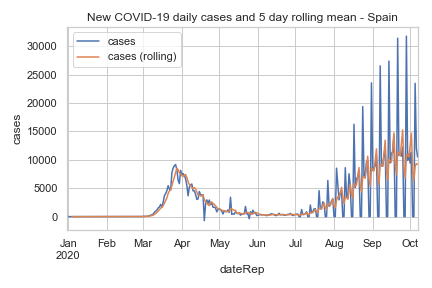 New COVID-19 daily cases and 5 day rolling mean - Spain
cases
cases (rolling)
30000
25000
20000
15000
10000
5000
0
cases
Jan Feb Mar Apr May Jun Jul Aug Sep Oct
2020
dateRep